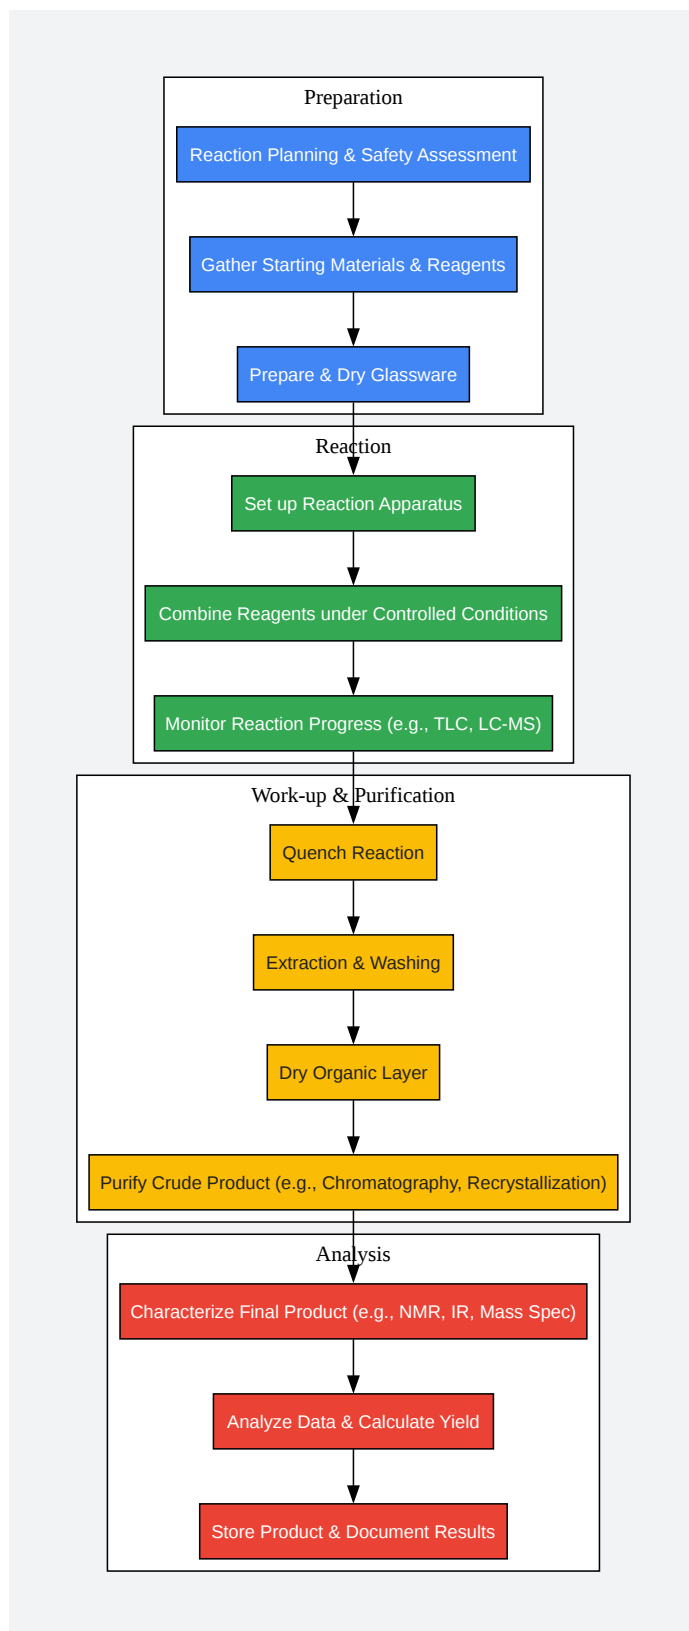 Preparation
Reaction Planning & Safety Assessment
Gather Starting Materials & Reagents
Prepare & Dry Glassware
Reaction
Set up Reaction Apparatus
Combine Reagents under Controlled Conditions
Monitor Reaction Progress (e.g., TLC, LC-MS)
Work-up & Purification
Quench Reaction
Extraction & Washing
Dry Organic Layer
Purify Crude Product (e.g., Chromatography, Recrystallization)
Analysis
Characterize Final Product (e.g., NMR, IR, Mass Spec)
Analyze Data & Calculate Yield
Store Product & Document Results